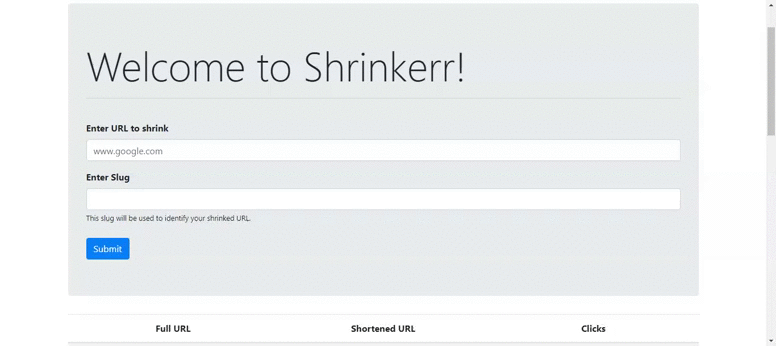 Welcome to Shrinkerr!
Enter URL to shrink
www.google.com
Enter Slug
This slug will be used to identify your shrinked URL.
Submit
Full URL Shortened URL Clicks